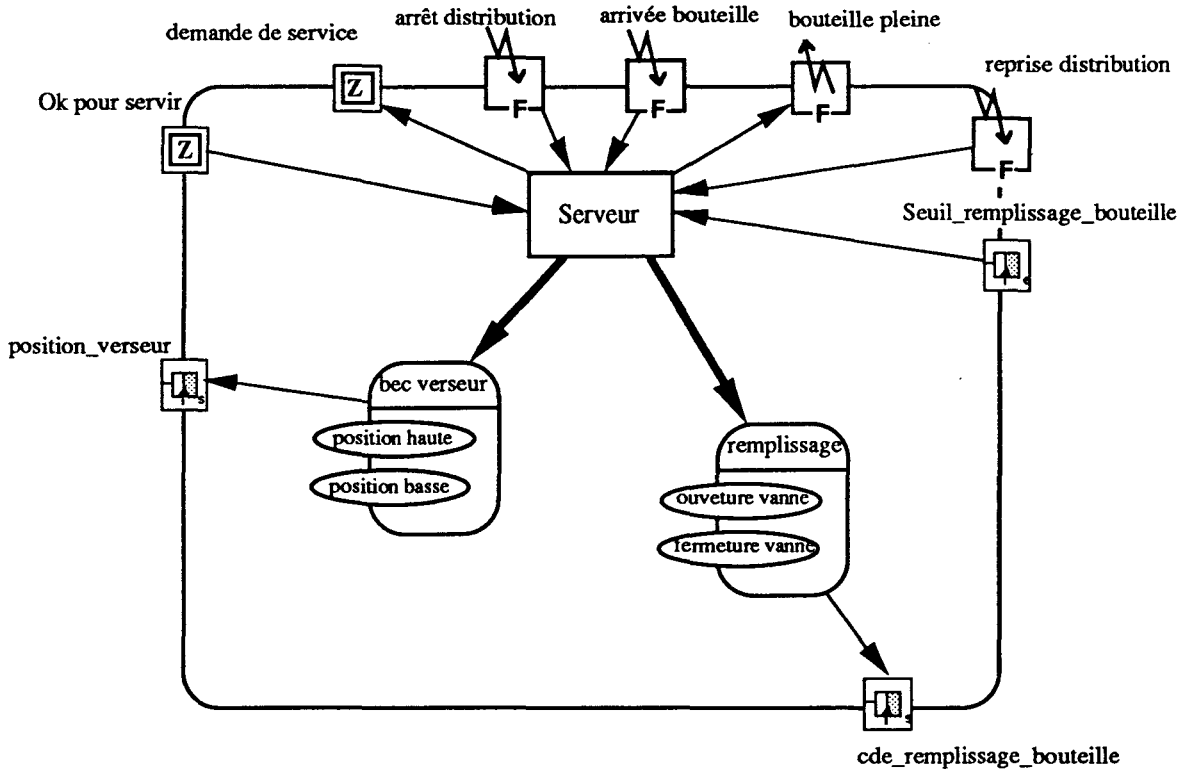 arrêt distribution
arrivée bouteille
bouteille pleine
demande de service
reprise distribution
Z
Ok pour servir
F
F
F
Z
F
Serveur
Seuil_remplissage_bouteille
e
position_verseur
s
bec verseur
position haute
position basse
remplissage
ouveture vanne
fermeture vanne
s
cde_remplissage_bouteille